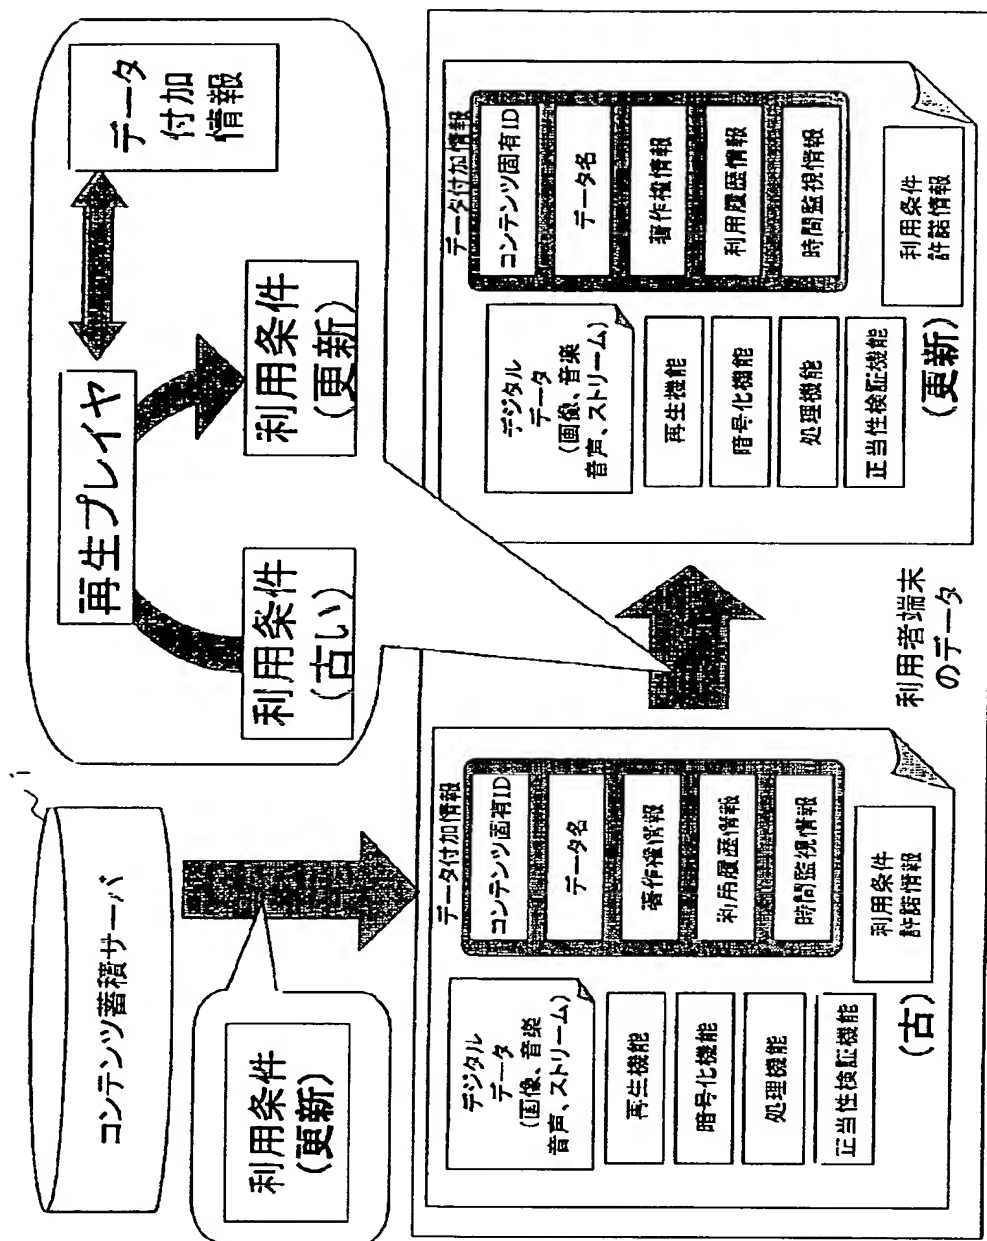 コンテンツ蓄積サーバ
利用条件
(更新)
再生プレイヤ
データ
付加
情報
利用条件
(古い)
利用条件
(更新)
デジタル
データ
(画像、音楽
音声、ストリーム)
再生機能
暗号化機能
処理機能
正当性検証機能
(古)
データ付加情報
コンテンツ固有ID
データ名
著作権情報
利用履歴情報
時間監視情報
利用条件
許諾情報
利用者端末
のデータ
デジタル
データ
(画像、音楽
音声、ストリーム)
再生機能
暗号化機能
処理機能
正当性検証機能
(更新)
データ付加情報
コンテンツ固有ID
データ名
著作権情報
利用履歴情報
時間監視情報
利用条件
許諾情報